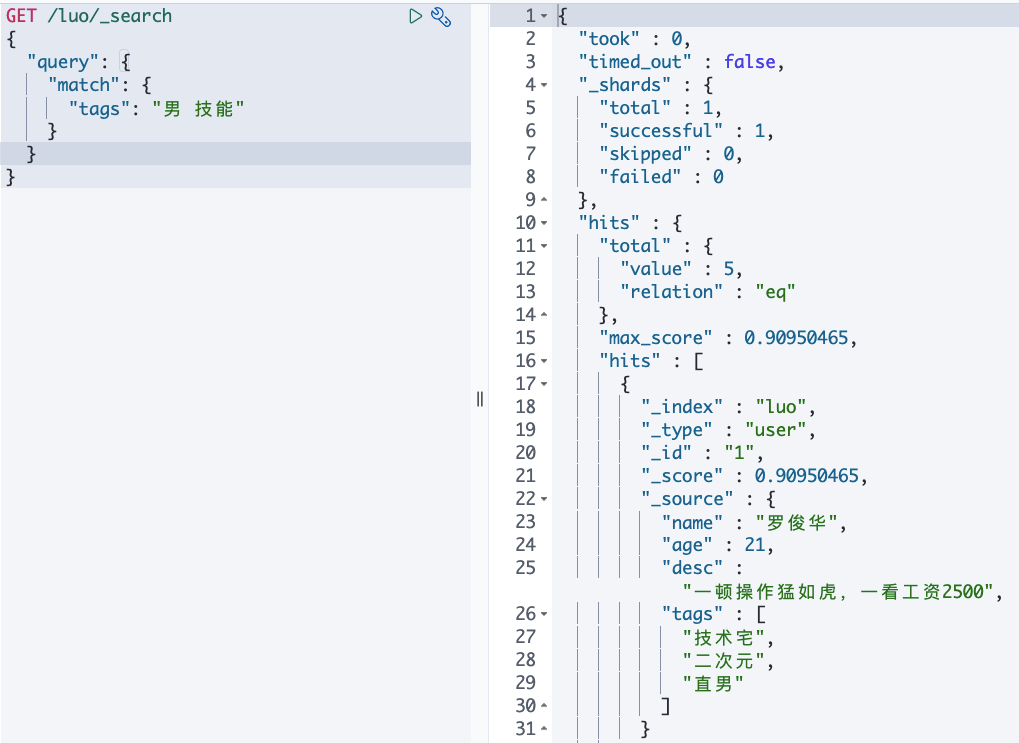 GET /luo/_search
{
"query": {
"match": {
"tags": "男 技能"
}
}
}
1 {
2 "took" : 0,
3 "timed_out" : false,
4 "_shards" : {
5 "total" : 1,
6 "successful" : 1,
7 "skipped" : 0,
8 "failed" : 0
9 },
10 "hits" : {
11 "total" : {
12 "value" : 5,
13 "relation" : "eq"
14 },
15 "max_score" : 0.90950465,
16 "hits" : [
17 {
18 "_index" : "luo",
19 "_type" : "user",
20 "_id" : "1",
21 "_score" : 0.90950465,
22 "_source" : {
23 "name" : "罗俊华",
24 "age" : 21,
25 "desc" :
"一顿操作猛如虎，一看工资2500",
26 "tags" : [
27 "技术宅",
28 "二次元",
29 "直男"
30 ]
31 }